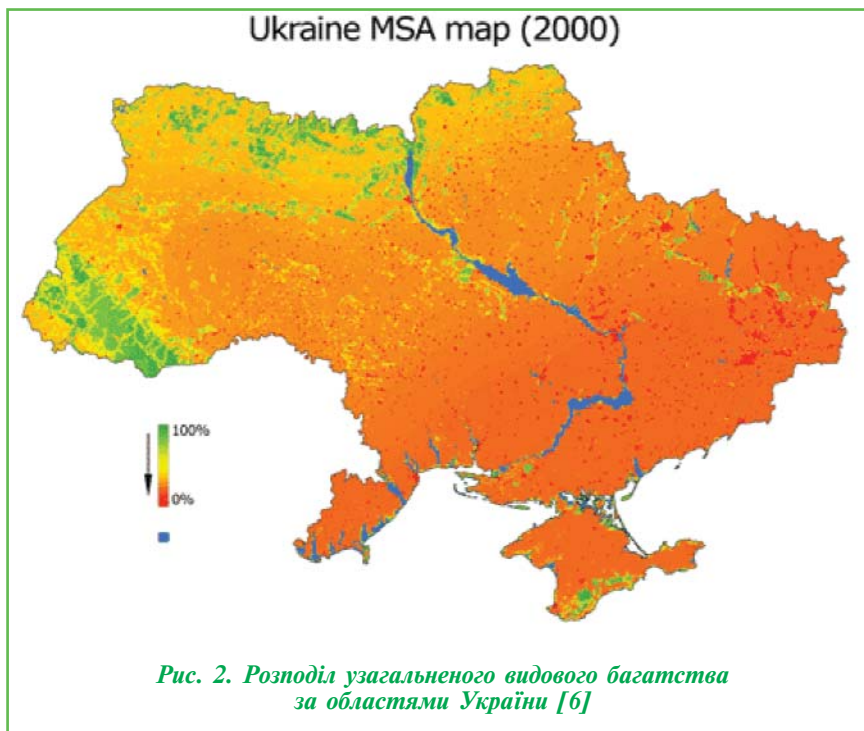 Ukraine MSA map (2000)
100%
0%
Рис. 2. Розподіл узагальненого видового багатства
за областями України [6]